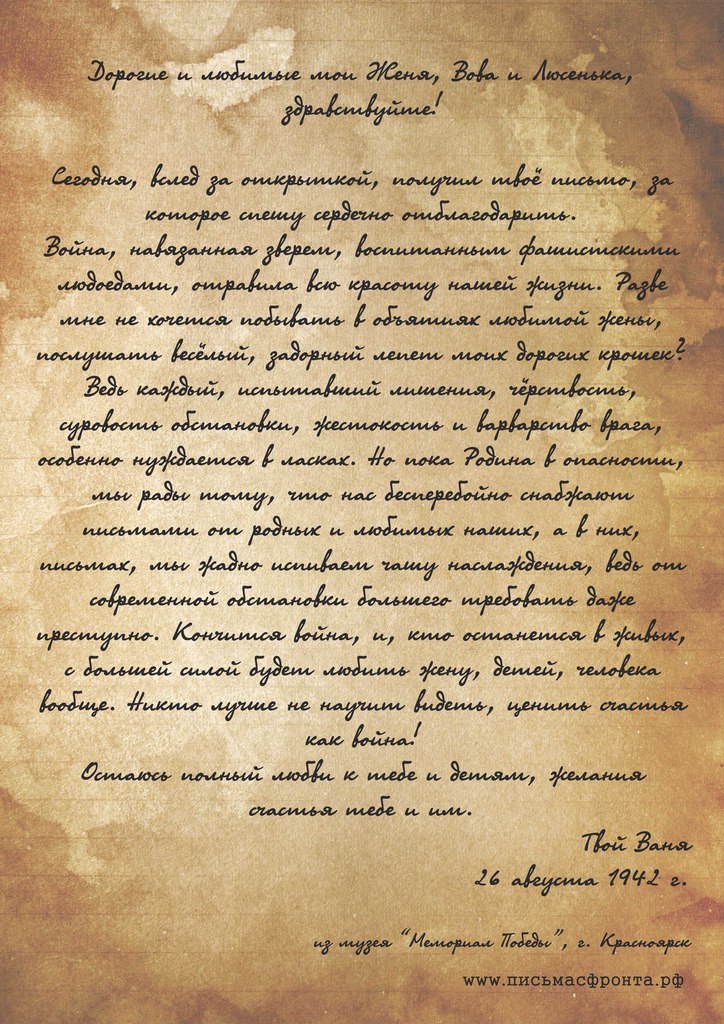 Дорогие и любимые мои Женя, Вова и Люсенька,
здравствуйте!
Сегодня, вслед за открыткой, получил твоё письмо, за
которое спешу сердечно отблагодарить.
Война, навязанная зверем, воспитанным фашистскими
людоедами, отравила всю красоту нашей жизни. Разве
мне не хочется побывать в объятиях любимой жены,
послушать весёлый, задорный лепет моих дорогих крошек?
Ведь каждый, испытавший лишения, чёрствость,
суровость обстановки, жестокость и варварство врага,
особенно нуждается в ласках. Но пока Родина в опасности,
мы рады тому, что нас бесперебойно снабжают
письмами от родных и любимых наших, а в них,
письмах, мы жадно испиваем чашу наслаждения, ведь от
современной обстановки большего требовать даже
преступно. Кончится война, и, кто останется в живых,
с большей силой будет любить жену, детей, человека
вообще. Никто лучше не научит видеть, ценить счастья
как война!
Остаюсь полный любви к тебе и детям, желания
счастья тебе и им.
Твой Ваня
26 августа 1942 г.
из музея "Мемориал Победы", г. Красноярск
www.письмасфронта.рф